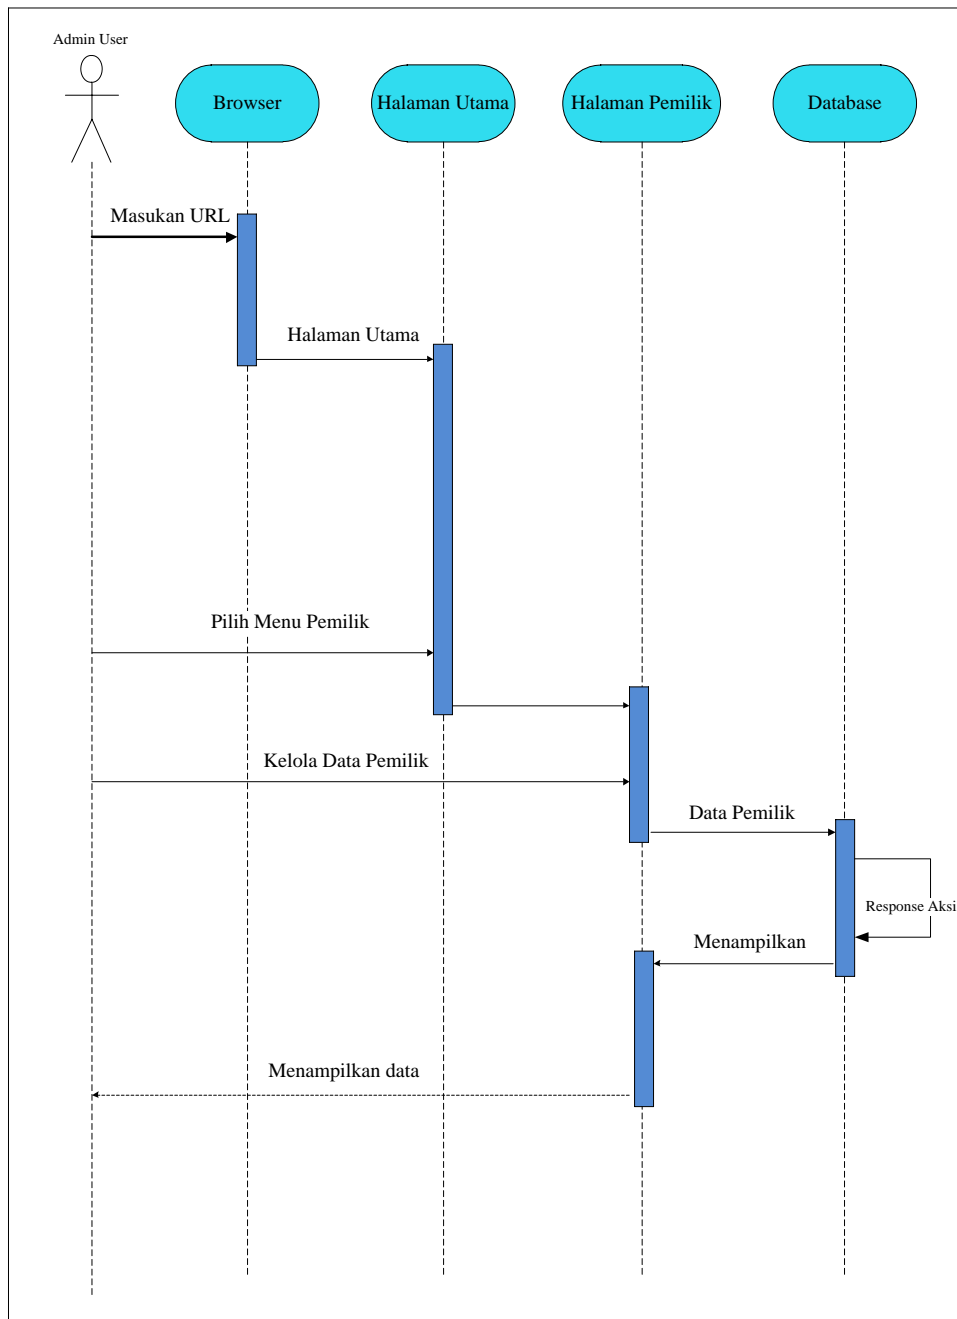 Admin User
Browser
Halaman Utama
Halaman Pemilik
Database
Masukan URL
Halaman Utama
Pilih Menu Pemilik
Kelola Data Pemilik
Data Pemilik
Response Aksi
Menampilkan
Menampilkan data